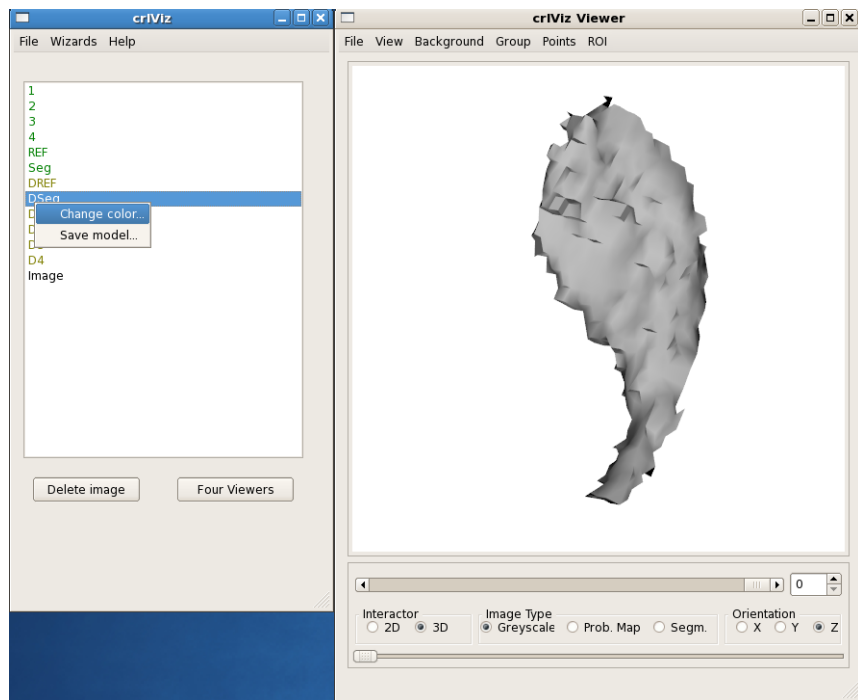 crlViz
File Wizards Help
1
2
3
4
REF
Seg
DREF
DSeg
Change color...
Save model...
D4
Image
Delete image
Four Viewers
crlViz Viewer
File View Background Group Points ROI
0
Interactor
2D 3D
Image Type
Greyscale Prob. Map Segm.
Orientation
X Y Z